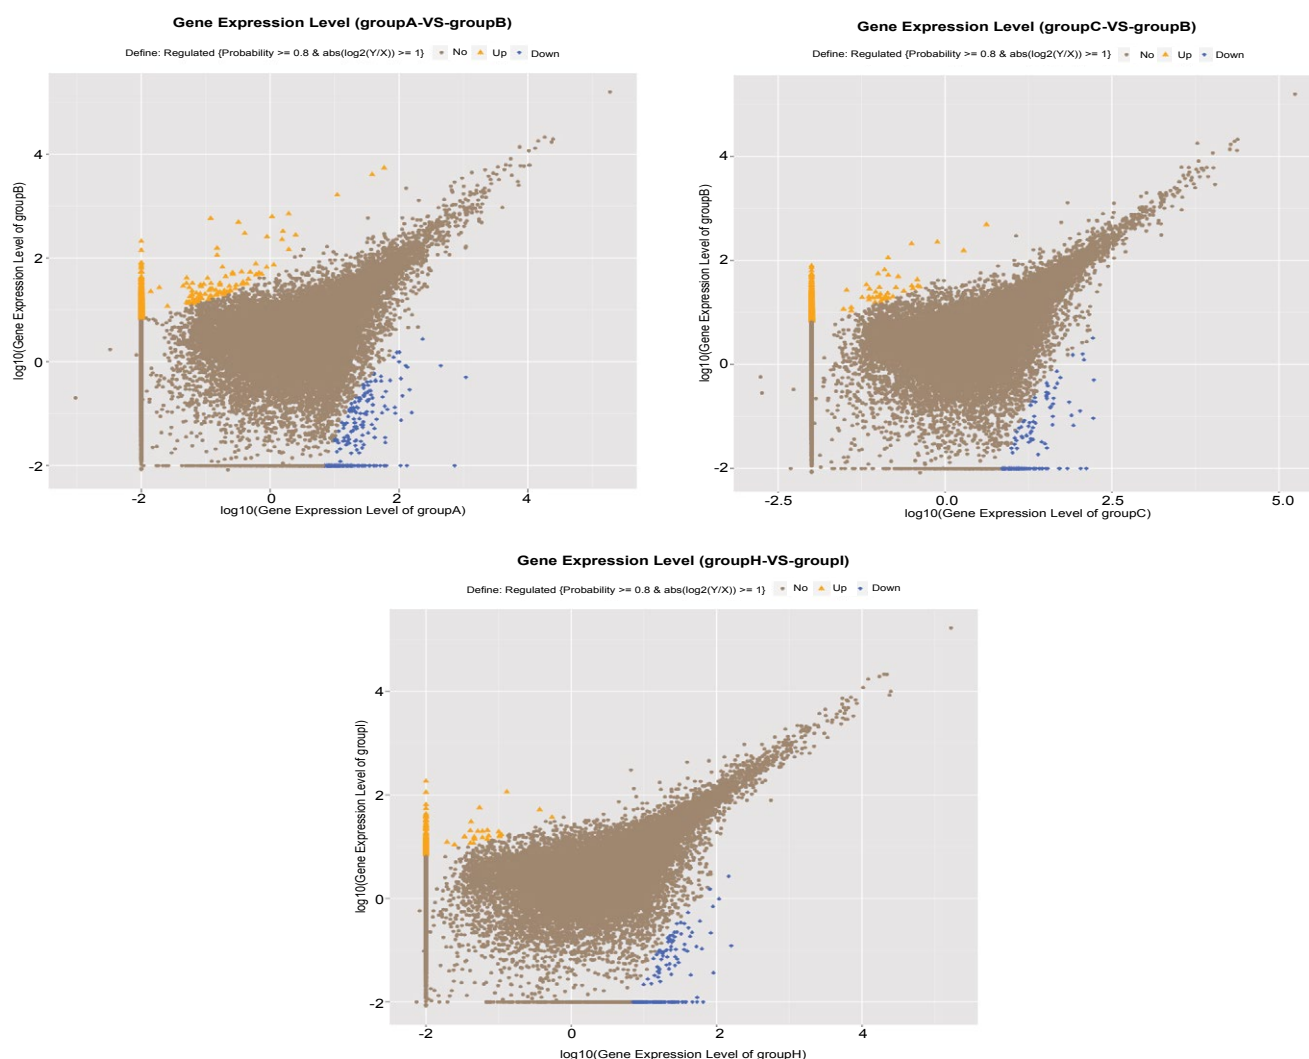 Gene Expression Level (groupA-VS-groupB)
Define: Regulated {Probability >= 0.8 & abs(log2(Y/X)) >= 1} No Up Down
4
2
0
-2
log10(Gene Expression Level of groupB)
-2 0 2 4
log10(Gene Expression Level of groupA)
Gene Expression Level (groupC-VS-groupB)
Define: Regulated {Probability >= 0.8 & abs(log2(Y/X)) >= 1} No Up Down
4
2
0
-2
log10(Gene Expression Level of groupB)
-2.5 0.0 2.5 5.0
log10(Gene Expression Level of groupC)
Gene Expression Level (groupH-VS-groupI)
Define: Regulated {Probability >= 0.8 & abs(log2(Y/X)) >= 1} No Up Down
4
2
0
-2
log10(Gene Expression Level of groupI)
-2 0 2 4
log10(Gene Expression Level of groupH)